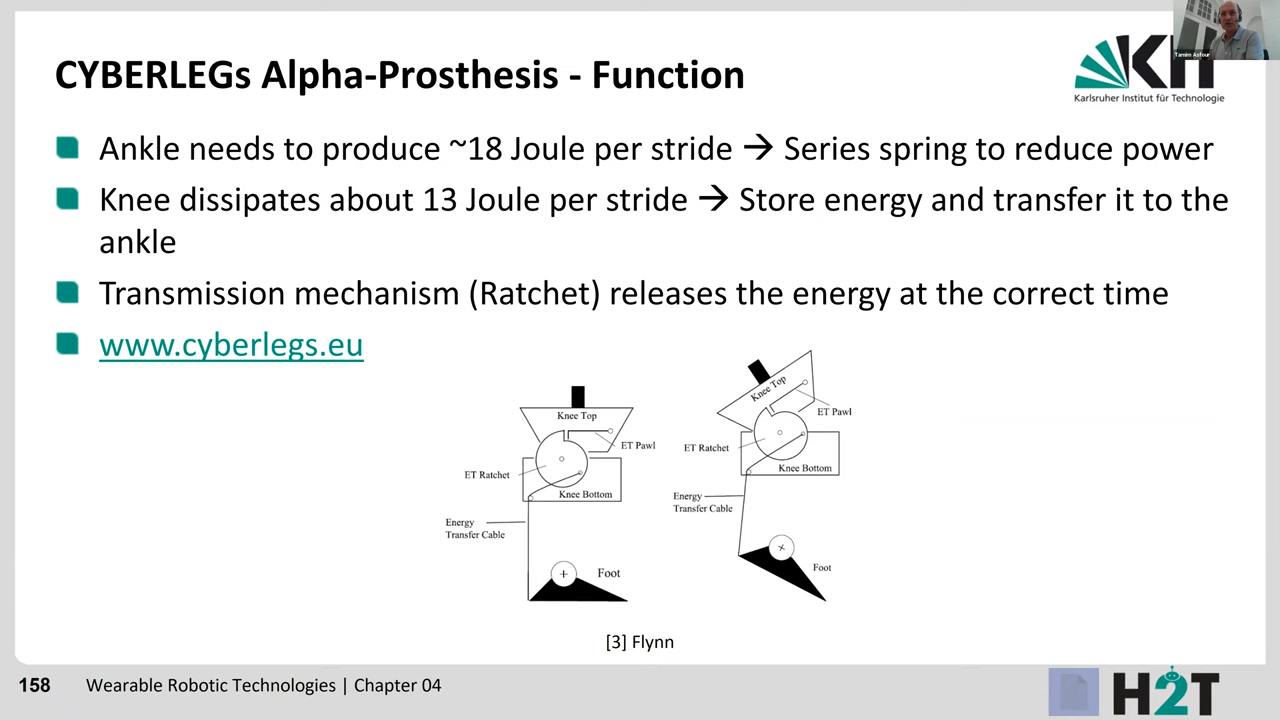 CYBERLEGs Alpha-Prosthesis - Function
KIT
Karlsruher Institut für Technologie
Tamim Asfour
Ankle needs to produce ~18 Joule per stride → Series spring to reduce power
Knee dissipates about 13 Joule per stride → Store energy and transfer it to the
ankle
Transmission mechanism (Ratchet) releases the energy at the correct time
www.cyberlegs.eu
Knee Top
ET Pawl
ET Ratchet
Knee Bottom
Energy
Transfer Cable
Foot
Knee Top
ET Pawl
ET Ratchet
Knee Bottom
Energy
Transfer Cable
Foot
[3] Flynn
158 Wearable Robotic Technologies | Chapter 04
H2T